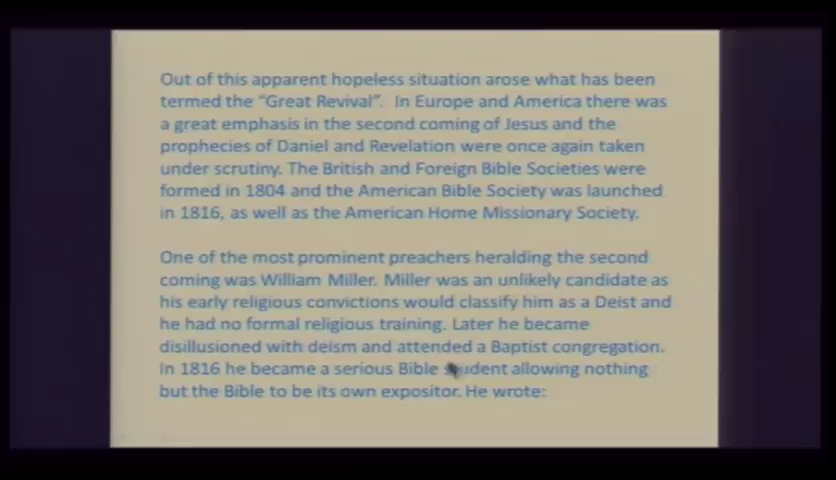 Out of this apparent hopeless situation arose what has been
termed the “Great Revival”. In Europe and America there was
a great emphasis in the second coming of Jesus and the
prophecies of Daniel and Revelation were once again taken
under scrutiny. The British and Foreign Bible Societies were
formed in 1804 and the American Bible Society was launched
in 1816, as well as the American Home Missionary Society.
One of the most prominent preachers heralding the second
coming was William Miller. Miller was an unlikely candidate as
his early religious convictions would classify him as a Deist and
he had no formal religious training. Later he became
disillusioned with deism and attended a Baptist congregation.
In 1816 he became a serious Bible student allowing nothing
but the Bible to be its own expositor. He wrote: